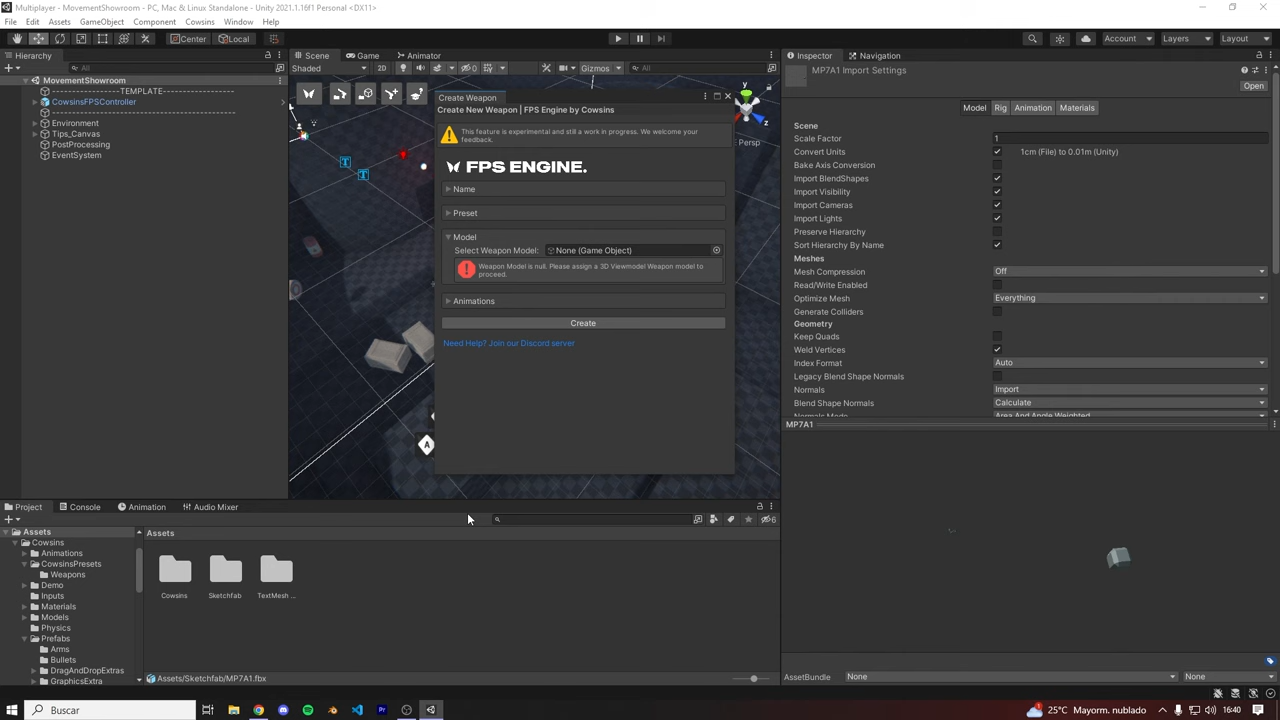 Multiplayer - MovementShowroom - PC, Mac & Linux Standalone - Unity 2021.1.16f1 Personal <DX11>
File Edit Assets GameObject Component Cowsins Window Help
Center Local
Account Layers Layout
Hierarchy
All
MovementShowroom
-----------------TEMPLATE------------------
CowsinsFPSController
--------------------------------------------
Environment
Tips_Canvas
PostProcessing
EventSystem
Scene Game Animator
Shaded 2D 0 Gizmos All
y
x
z
Persp
T
T
A
Create Weapon
Create New Weapon | FPS Engine by Cowsins
This feature is experimental and still a work in progress. We welcome your
feedback.
FPS ENGINE.
Name
Preset
Model
Select Weapon Model: None (Game Object)
Weapon Model is null. Please assign a 3D Viewmodel Weapon model to
proceed.
Animations
Create
Need Help? Join our Discord server
Inspector Navigation
MP7A1 Import Settings
Open
Model Rig Animation Materials
Scene
Scale Factor 1
Convert Units 1cm (File) to 0.01m (Unity)
Bake Axis Conversion
Import BlendShapes
Import Visibility
Import Cameras
Import Lights
Preserve Hierarchy
Sort Hierarchy By Name
Meshes
Mesh Compression Off
Read/Write Enabled
Optimize Mesh Everything
Generate Colliders
Geometry
Keep Quads
Weld Vertices
Index Format Auto
Legacy Blend Shape Normals
Normals Import
Blend Shape Normals Calculate
Normals Mode Area And Angle Weighted
MP7A1
AssetBundle None None
Project Console Animation Audio Mixer
6
Assets
Cowsins
Animations
CowsinsPresets
Weapons
Demo
Inputs
Materials
Models
Physics
Prefabs
Arms
Bullets
DragAndDropExtras
GraphicsExtra
Assets
Cowsins Sketchfab TextMesh ...
Assets/Sketchfab/MP7A1.fbx
Buscar
25°C Mayorm. nublado 16:40